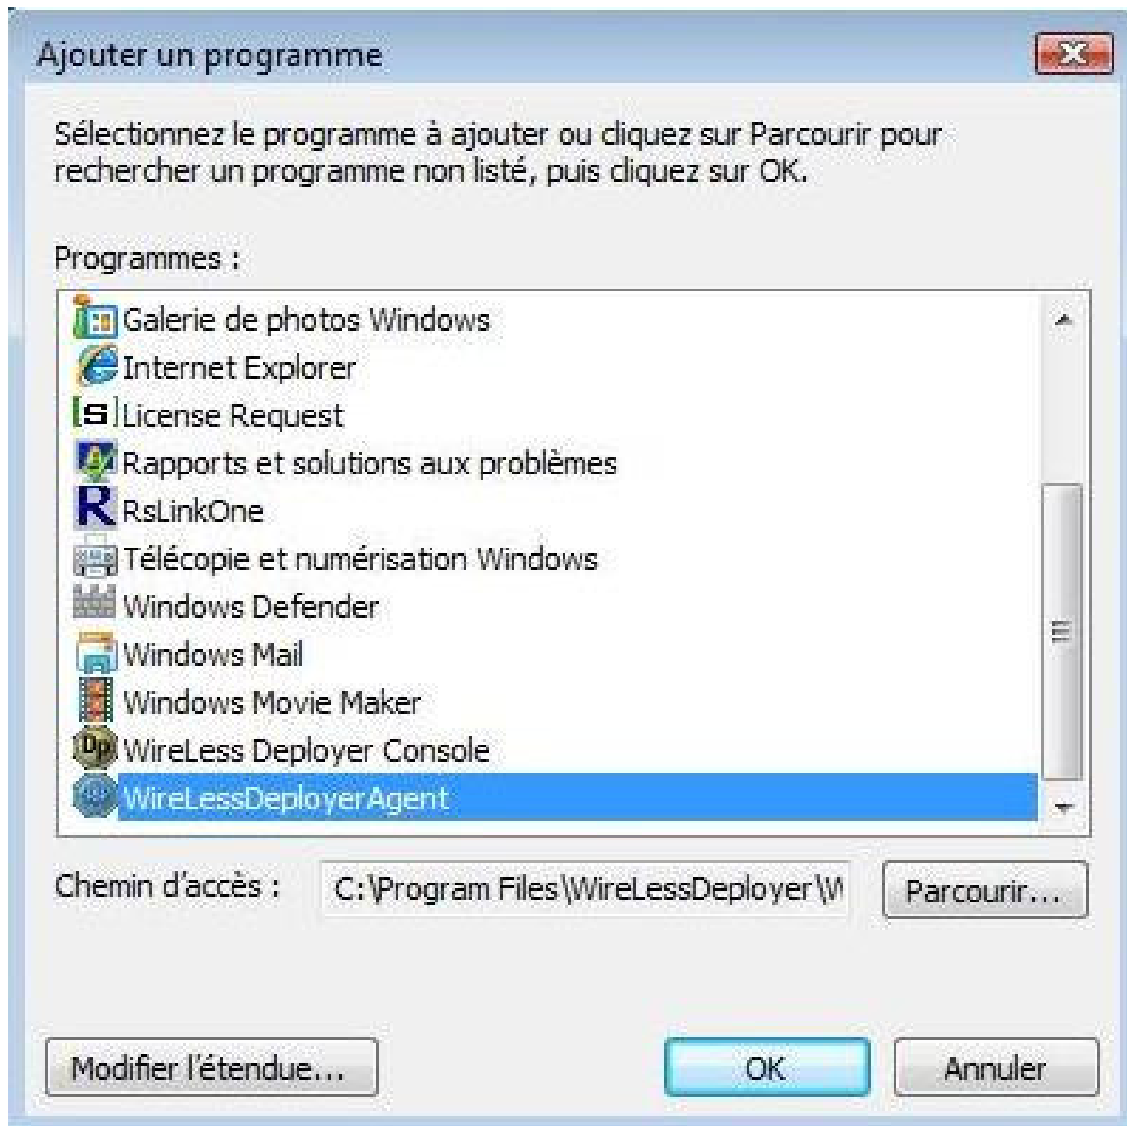 Ajouter un programme
Sélectionnez le programme à ajouter ou cliquez sur Parcourir pour
rechercher un programme non listé, puis cliquez sur OK.
Programmes :
Galerie de photos Windows
Internet Explorer
[S] License Request
Rapports et solutions aux problèmes
R RsLinkOne
Télécopie et numérisation Windows
Windows Defender
Windows Mail
Windows Movie Maker
Dp WireLess Deployer Console
WireLessDeployerAgent
Chemin d'accès : C:\Program Files\WireLessDeployer\W Parcourir...
Modifier l'étendue... OK Annuler